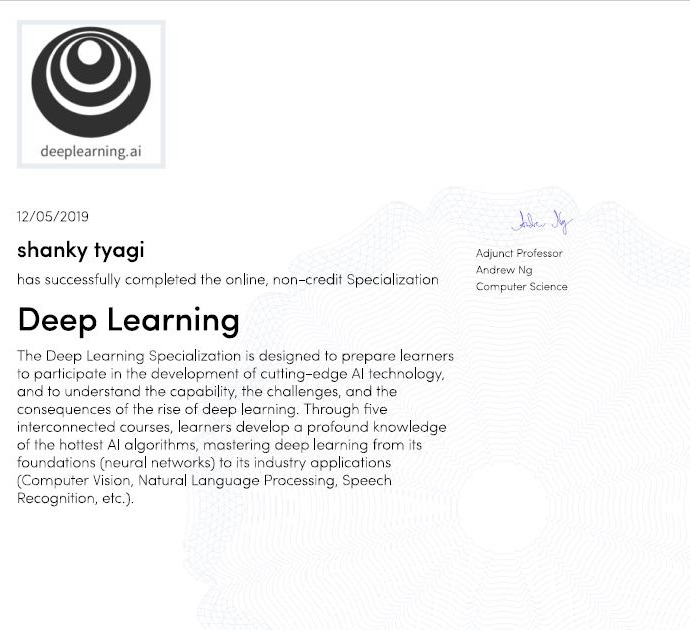 deeplearning.ai
12/05/2019
shanky tyagi
has successfully completed the online, non-credit Specialization
Deep Learning
The Deep Learning Specialization is designed to prepare learners
to participate in the development of cutting-edge AI technology,
and to understand the capability, the challenges, and the
consequences of the rise of deep learning. Through five
interconnected courses, learners develop a profound knowledge
of the hottest AI algorithms, mastering deep learning from its
foundations (neural networks) to its industry applications
(Computer Vision, Natural Language Processing, Speech
Recognition, etc.).
Andrew Ng
Adjunct Professor
Andrew Ng
Computer Science